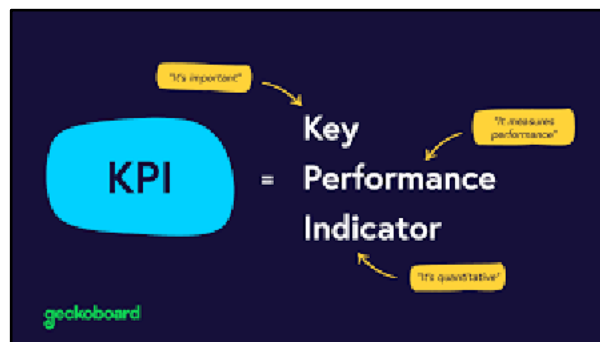 "It's important"
Key
"It measures
performance"
KPI
=
Performance
Indicator
"It's quantitative"
geckoboard